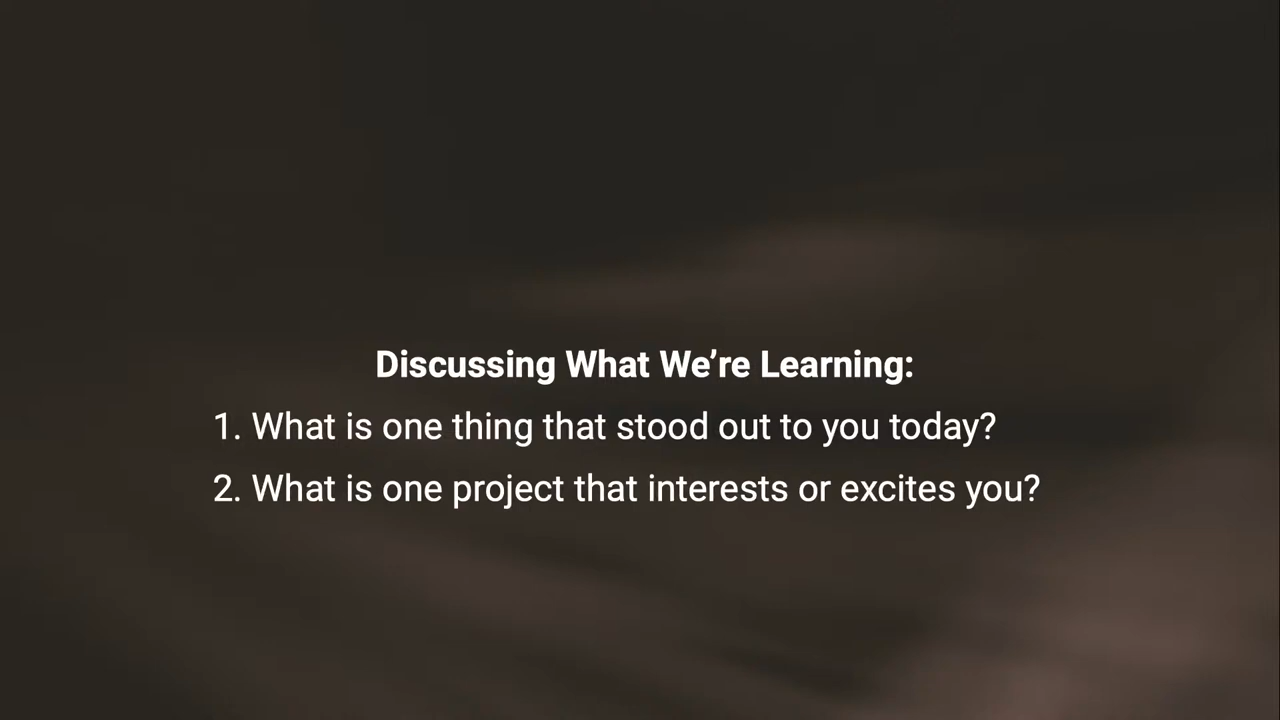 Discussing What We’re Learning:
1. What is one thing that stood out to you today?
2. What is one project that interests or excites you?